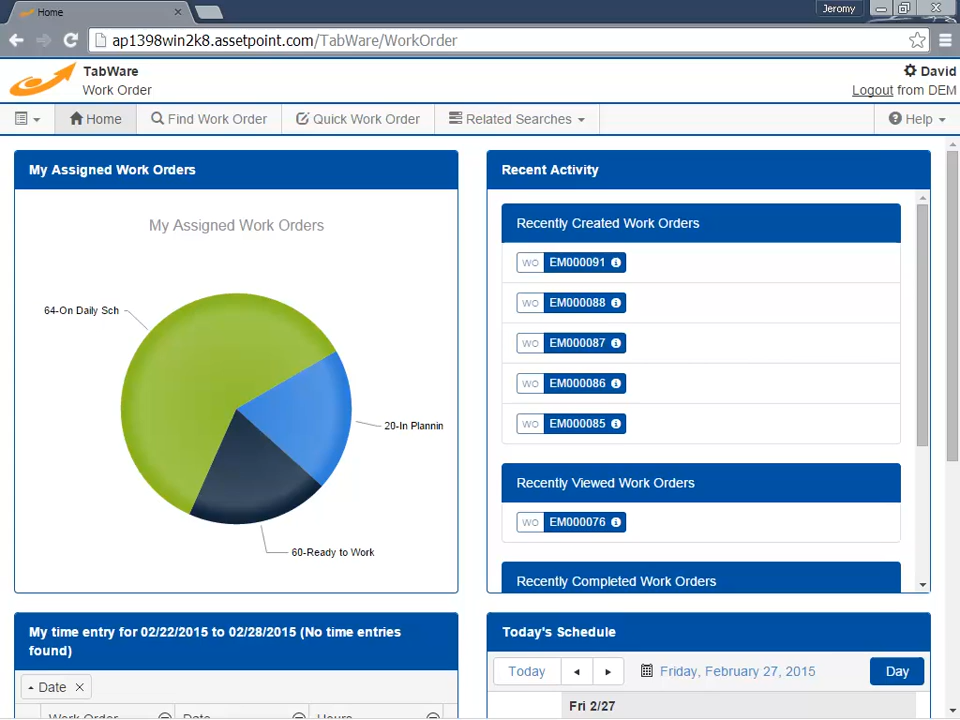 Home
Jeromy
ap1398win2k8.assetpoint.com/TabWare/WorkOrder
TabWare
Work Order
David
Logout from DEM
Home
Find Work Order
Quick Work Order
Related Searches
Help
My Assigned Work Orders
My Assigned Work Orders
64-On Daily Sch
20-In Plannin
60-Ready to Work
Recent Activity
Recently Created Work Orders
WO EM000091
WO EM000088
WO EM000087
WO EM000086
WO EM000085
Recently Viewed Work Orders
WO EM000076
Recently Completed Work Orders
My time entry for 02/22/2015 to 02/28/2015 (No time entries
found)
Date
Work Order Date Hours
Today's Schedule
Today Friday, February 27, 2015 Day
Fri 2/27